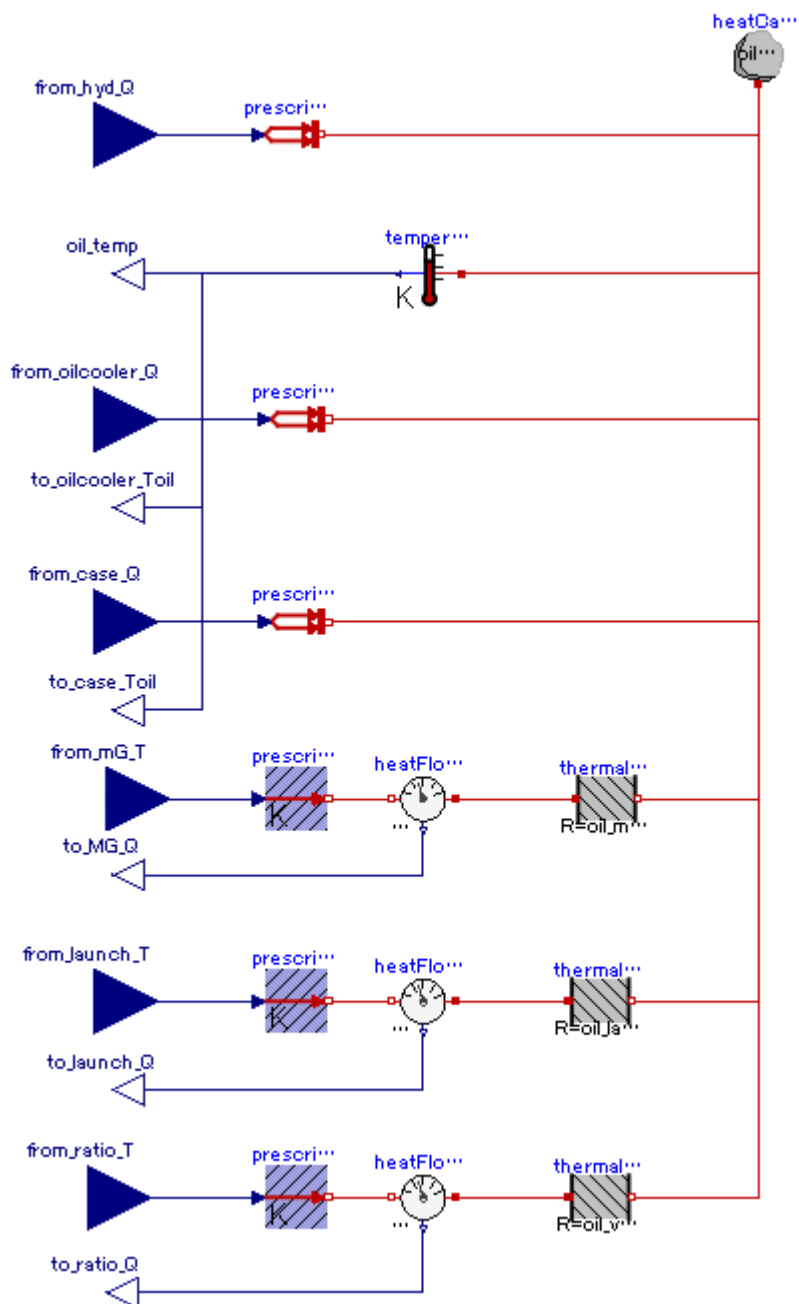 heatCa…
oil…
from_hyd_Q
prescri…
oil_temp
temper…
K
from_oilcooler_Q
prescri…
to_oilcooler_Toil
from_case_Q
prescri…
to_case_Toil
from_mG_T
prescri…
heatFlo…
thermal…
K
…
R=oil_m…
to_MG_Q
from_launch_T
prescri…
heatFlo…
thermal…
K
…
R=oil_la…
to_launch_Q
from_ratio_T
prescri…
heatFlo…
thermal…
K
…
R=oil_v…
to_ratio_Q